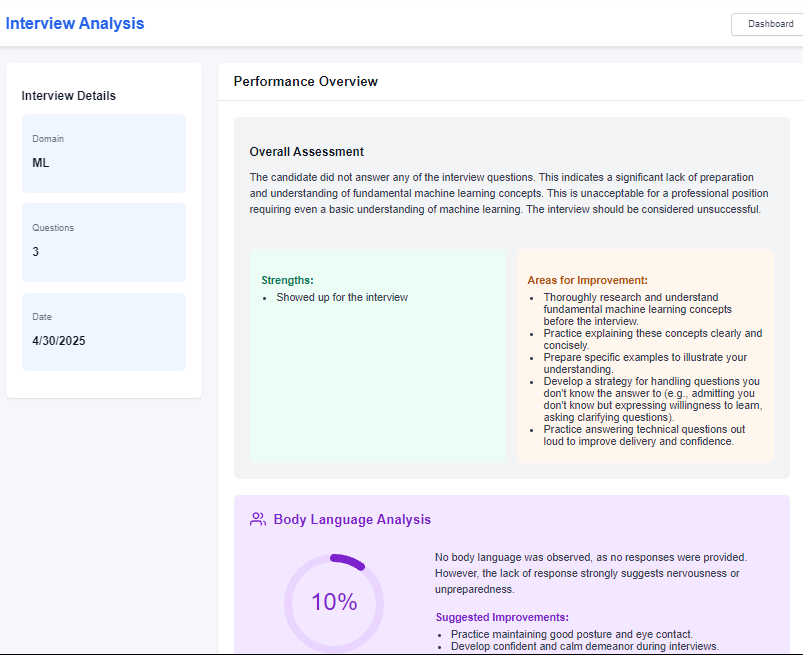 Interview Analysis
Dashboard
Interview Details
Domain
ML
Questions
3
Date
4/30/2025
Performance Overview
Overall Assessment
The candidate did not answer any of the interview questions. This indicates a significant lack of preparation
and understanding of fundamental machine learning concepts. This is unacceptable for a professional position
requiring even a basic understanding of machine learning. The interview should be considered unsuccessful.
Strengths:
• Showed up for the interview
Areas for Improvement:
• Thoroughly research and understand
fundamental machine learning concepts
before the interview.
• Practice explaining these concepts clearly and
concisely.
• Prepare specific examples to illustrate your
understanding.
• Develop a strategy for handling questions you
don't know the answer to (e.g., admitting you
don't know but expressing willingness to learn,
asking clarifying questions).
• Practice answering technical questions out
loud to improve delivery and confidence.
Body Language Analysis
10%
No body language was observed, as no responses were provided.
However, the lack of response strongly suggests nervousness or
unpreparedness.
Suggested Improvements:
• Practice maintaining good posture and eye contact.
• Develop confident and calm demeanor during interviews.